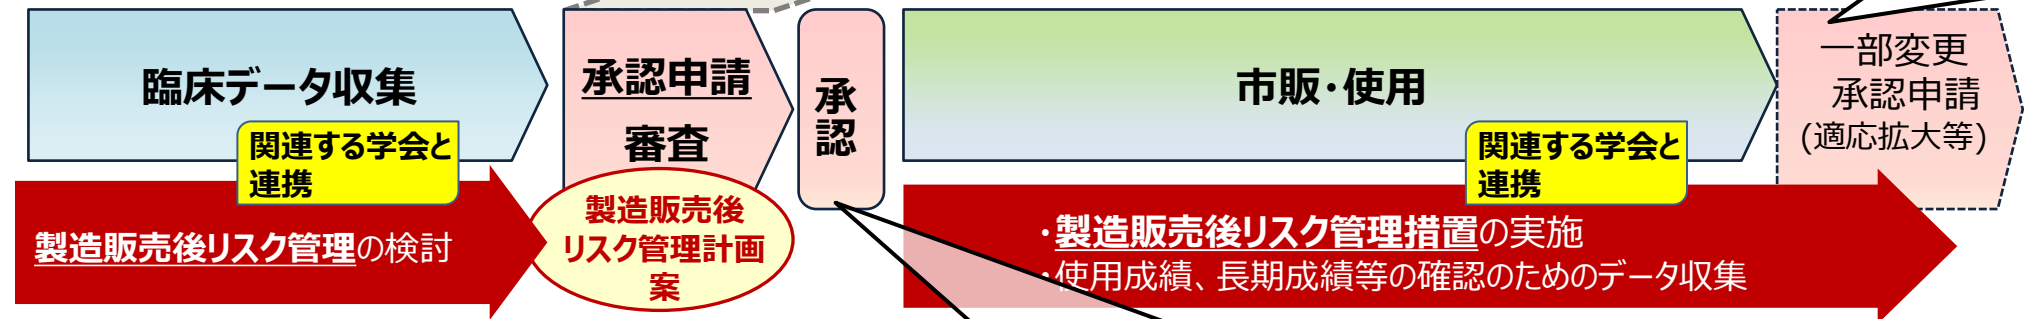 臨床データ収集
関連する学会と
連携
製造販売後リスク管理の検討
承認申請
審査
製造販売後
リスク管理計画
案
承
認
市販・使用
関連する学会と
連携
・製造販売後リスク管理措置の実施
・使用成績、長期成績等の確認のためのデータ収集
一部変更
承認申請
(適応拡大等)